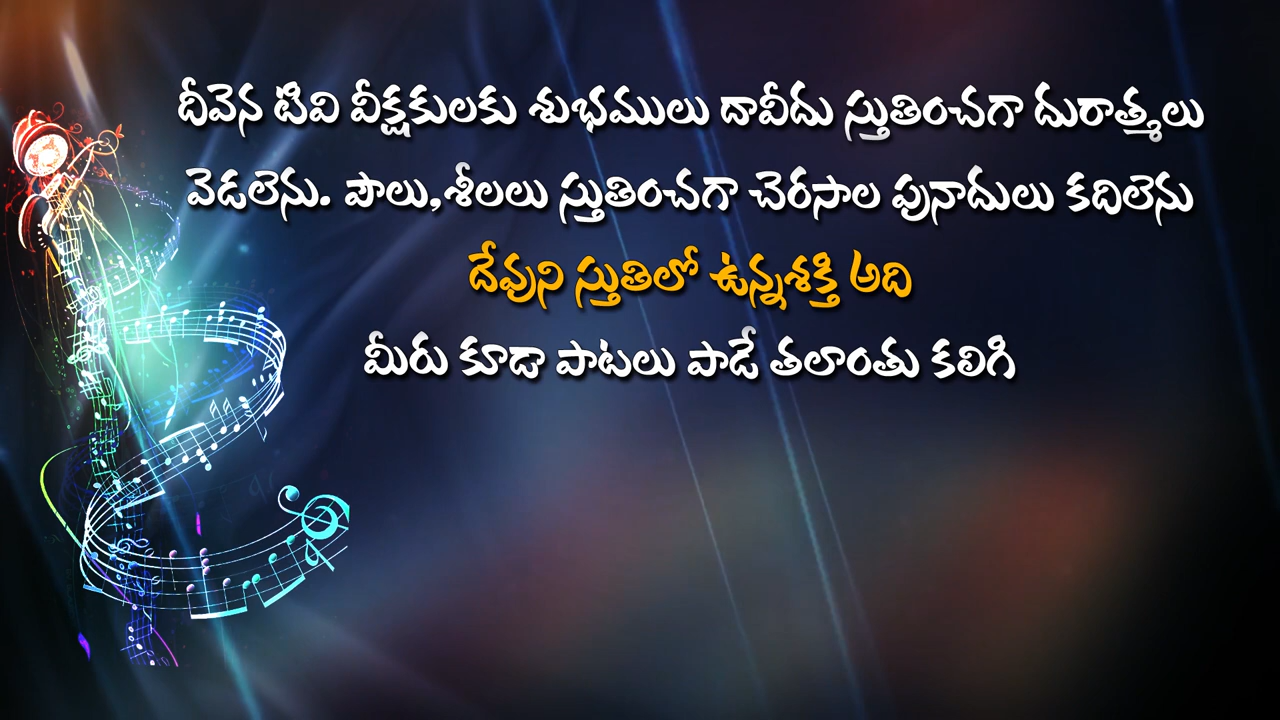 దీవెన టివి వీక్షకులకు శుభములు దావీదు స్తుతించగా దురాత్మలు
వెడలెను. పౌలు,శీలలు స్తుతించగా చెరసాల పునాదులు కదిలెను
దేవుని స్తుతిలో ఉన్నశక్తి అది
మీరు కూడా పాటలు పాడే తలాంతు కలిగి